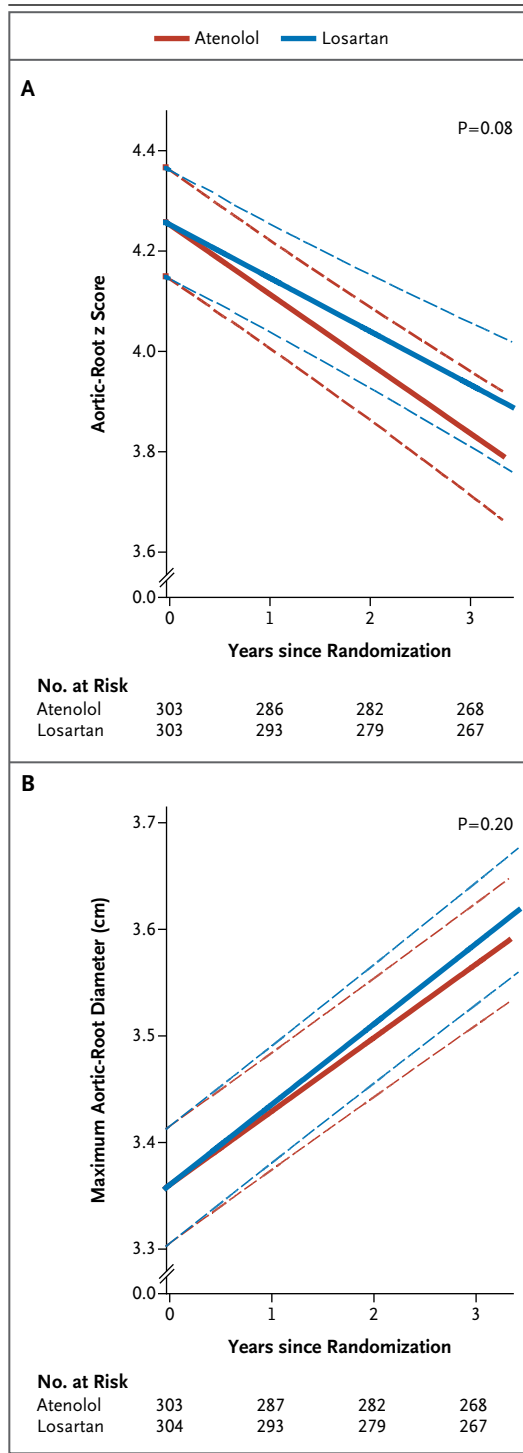 Atenolol Losartan
A
P=0.08
4.4
4.2
4.0
3.8
3.6
0.0
Aortic-Root z Score
0 1 2 3
Years since Randomization
No. at Risk
Atenolol 303 286 282 268
Losartan 303 293 279 267
B
P=0.20
3.7
3.6
3.5
3.4
3.3
0.0
Maximum Aortic-Root Diameter (cm)
0 1 2 3
Years since Randomization
No. at Risk
Atenolol 303 287 282 268
Losartan 304 293 279 267